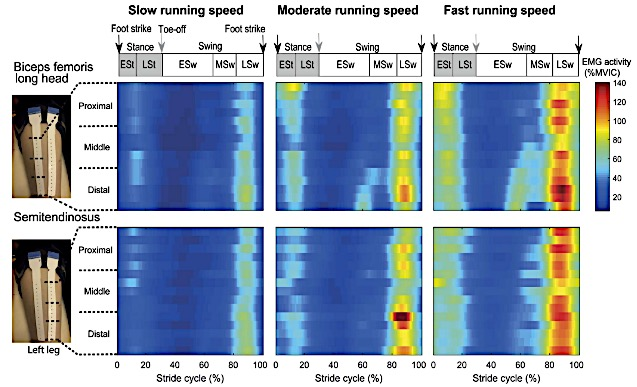 Slow running speed Moderate running speed Fast running speed
Foot strike Toe-off Foot strike
Stance Swing Stance Swing Stance Swing
ESt LSt ESw MSw LSw ESt LSt ESw MSw LSw ESt LSt ESw MSw LSw
EMG activity
(%MVIC)
Biceps femoris
long head
Proximal
Middle
Distal
140
120
100
80
60
40
20
Semitendinosus
Proximal
Middle
Distal
Left leg
0 20 40 60 80 100 0 20 40 60 80 100 0 20 40 60 80 100
Stride cycle (%) Stride cycle (%) Stride cycle (%)